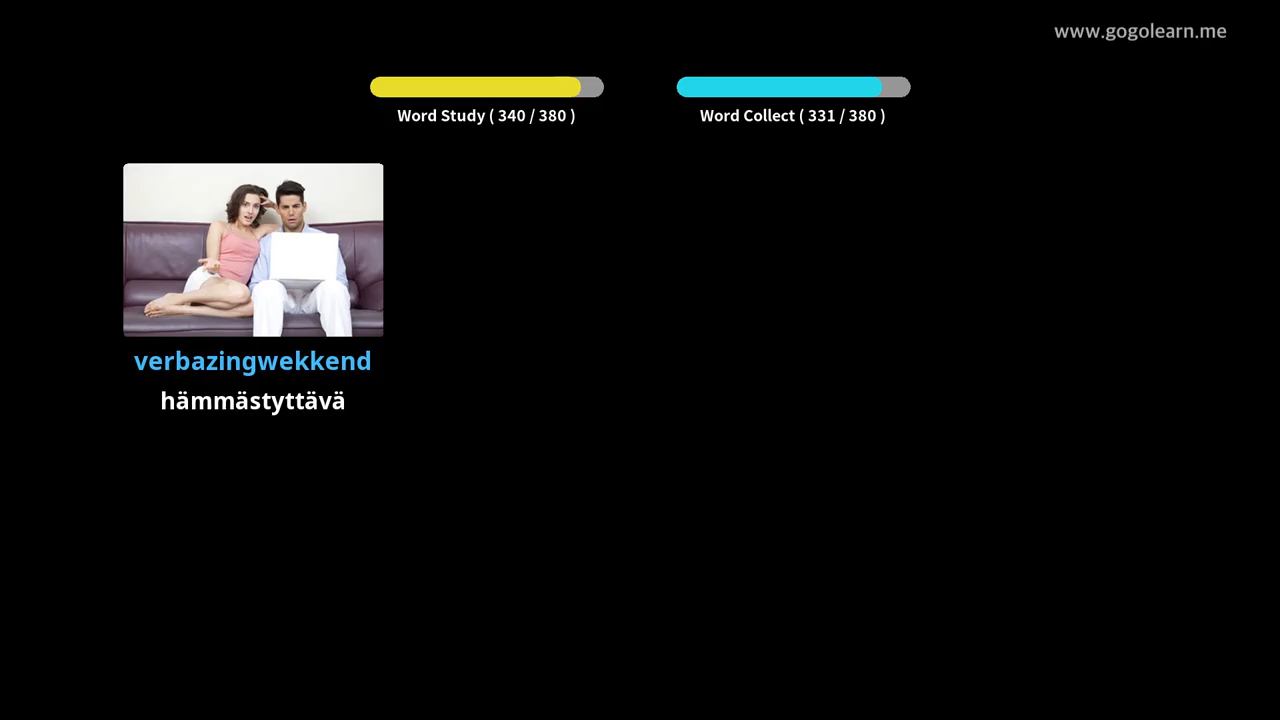 www.gogolearn.me
Word Study ( 340 / 380 )
Word Collect ( 331 / 380 )
verbazingwekkend
hämmästyttävä